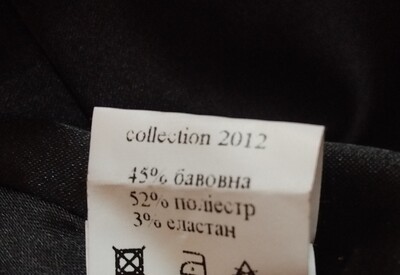 collection 2012
45% бавовна
52% поліестр
3% еластан